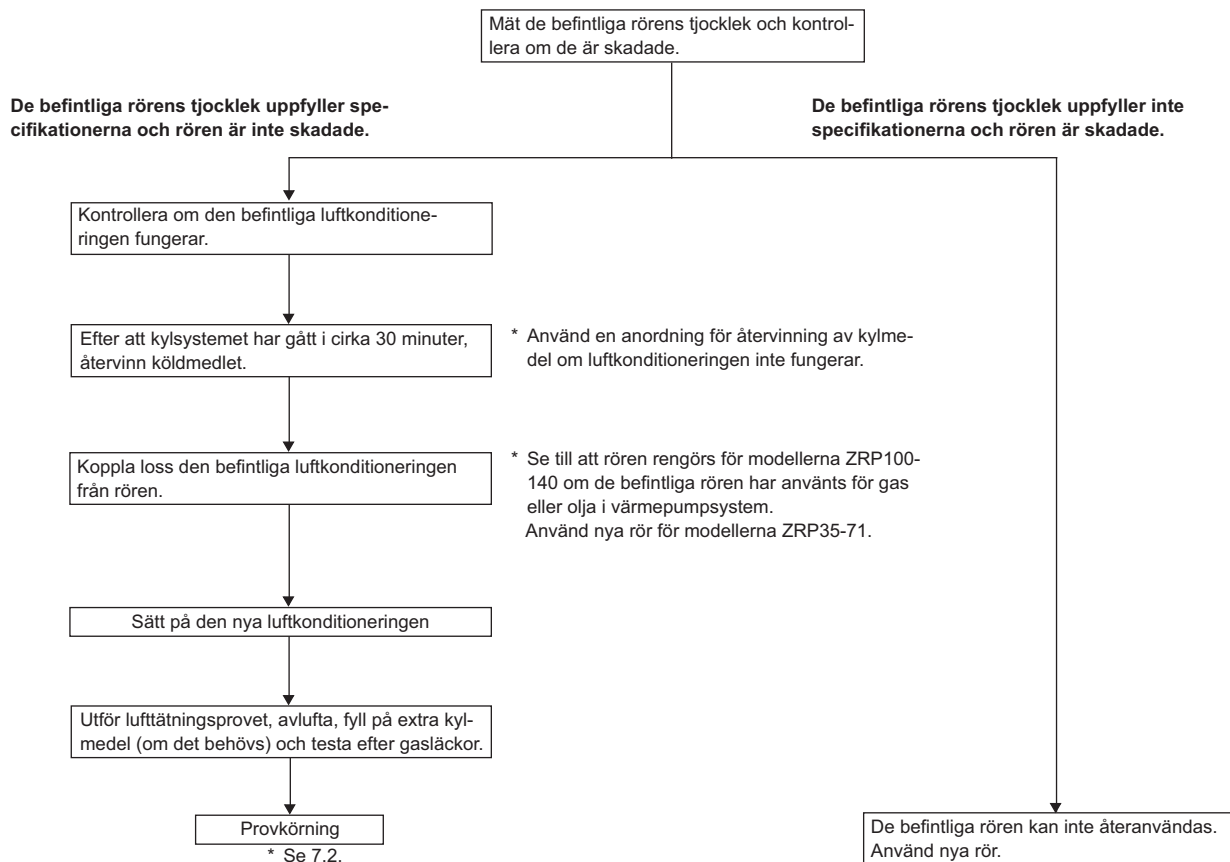 Mät de befintliga rörens tjocklek och kontrol-
lera om de är skadade.
De befintliga rörens tjocklek uppfyller spe-
cifikationerna och rören är inte skadade.
De befintliga rörens tjocklek uppfyller inte
specifikationerna och rören är skadade.
Kontrollera om den befintliga luftkonditione-
ringen fungerar.
Efter att kylsystemet har gått i cirka 30 minuter,
återvinn köldmedlet.
* Använd en anordning för återvinning av kylme-
del om luftkonditioneringen inte fungerar.
Koppla loss den befintliga luftkonditioneringen
från rören.
* Se till att rören rengörs för modellerna ZRP100-
140 om de befintliga rören har använts för gas
eller olja i värmepumpsystem.
Använd nya rör för modellerna ZRP35-71.
Sätt på den nya luftkonditioneringen
Utför lufttätningsprovet, avlufta, fyll på extra kyl-
medel (om det behövs) och testa efter gasläckor.
Provkörning
* Se 7.2.
De befintliga rören kan inte återanvändas.
Använd nya rör.